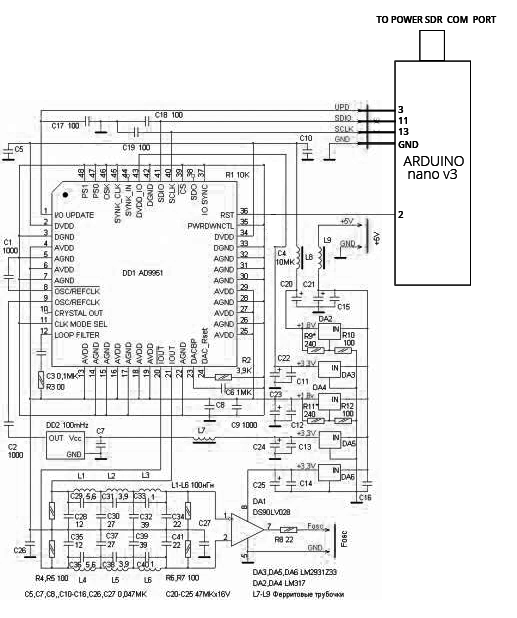 TO POWER SDR COM PORT
C17 100
C18 100
C19 100
C10
C5
UPD
SDIO
SCLK
GND
3
11
13
GND
ARDUINO
nano v3
2
48 47 46 45 44 43 42 41 40 39 38 37
PS1
PS0
OSK
SYNC_CLK
SYNC_IN
DVDD_IO
DGND
SDIO
SCLK
CS
SDO
IO SYNC
R1 10K
1 I/O UPDATE
2 DVDD
3 DGND
4 AVDD
5 AGND
6 AVDD
7 AGND
8 OSC/REFCLK
9 OSC/REFCLK
10 CRYSTAL OUT
11 CLK MODE SEL
12 LOOP FILTER
DD1 AD9951
RST 36
PWRDWNCTL 35
DVDD 34
DGND 33
AGND 32
AGND 31
AGND 30
AVDD 29
AGND 28
AVDD 27
AGND 26
AVDD 25
AVDD
AGND
AGND
AVDD
AGND
AVDD
AVDD
IOUT
IOUT
AGND
DACBP
DAC_Rset
13 14 15 16 17 18 19 20 21 22 23 24
C1
1000
C3 0,1MK
R3 00
C2
1000
R2
3,9K
C6 1MK
C8
C9 1000
+5V
GND
+5V
C4
10MK
L8
L9
C20
C21
C15
DA2
+1,8V
IN
R9*
240
R10
100
C22
+3,3V
IN
DA3
C11
DA4
C23
+1,8v
IN
R11*
240
R12
100
C12
+3,3V
IN
DA5
C24
C13
+3,3V
IN
DA6
C25
C14
C16
DD2 100mHz
OUT Vcc
GND
C7
L7
L1 L2 L3
L1-L6 100нГн
C29 5,6
C31 3,9
C33 1
C28
12
C30
27
C32
39
C34
22
C35
12
C37
27
C39
39
C41
22
C36 5,6
C38 3,9
C40 1
C26
C27
R4,R5 100
L4 L5 L6
R6,R7 100
DA1
DS90LV028
8
1
2
7
5
R8 22
Fosc
GND
Fosc
DA3,DA5,DA6 LM2931Z33
DA2,DA4 LM317
C5,C7,C8,C10-C16,C26,C27 0,047MK
C20-C25 47MKx16V
L7-L9 Ферритовые трубочки